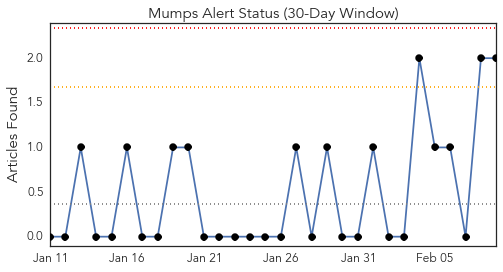 Mumps Alert Status (30-Day Window)
Articles Found
2.0
1.5
1.0
0.5
0.0
Jan 11 Jan 16 Jan 21 Jan 26 Jan 31 Feb 05